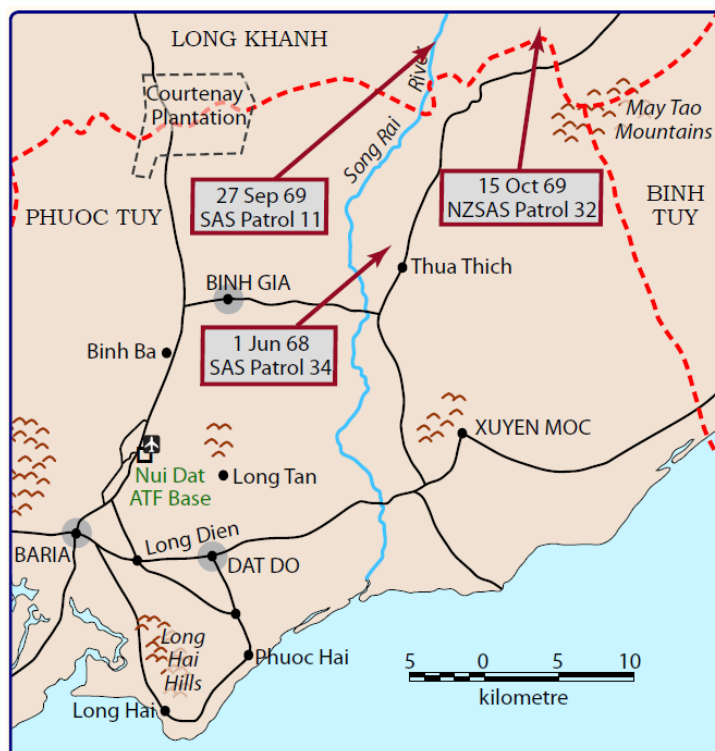 LONG KHANH
Courtenay
Plantation
Song Rai River
May Tao
Mountains
27 Sep 69
SAS Patrol 11
15 Oct 69
NZSAS Patrol 32
BINH
TUY
PHUOC TUY
Thua Thich
BINH GIA
1 Jun 68
SAS Patrol 34
Binh Ba
XUYEN MOC
Nui Dat
ATF Base
Long Tan
BARIA
Long Dien
DAT DO
Long
Hai
Hills
Phuoc Hai
Long Hai
5 0 5 10
kilometre